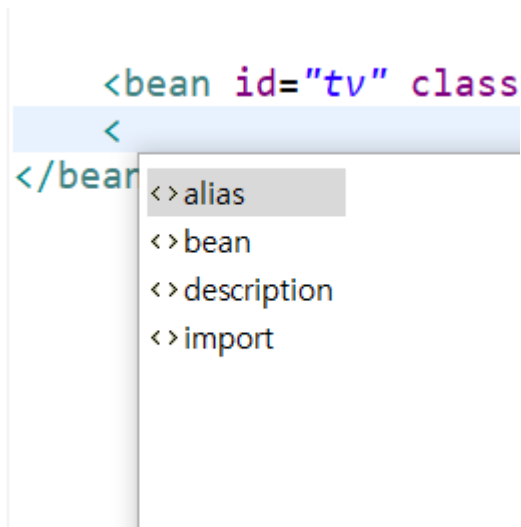 <bean id="tv" class
<
</bean
<> alias
<> bean
<> description
<> import